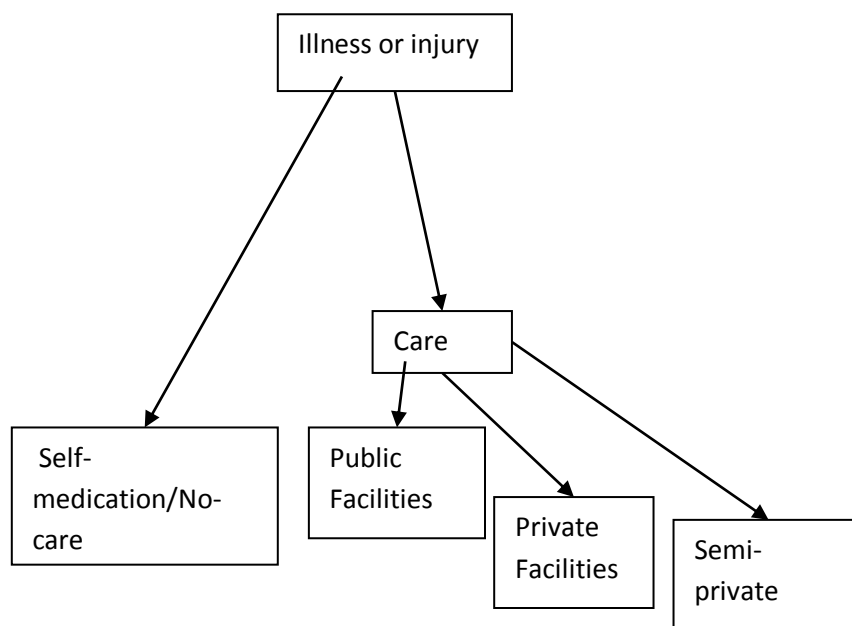 Illness or injury
Care
Self-
medication/No-
care
Public
Facilities
Private
Facilities
Semi-
private